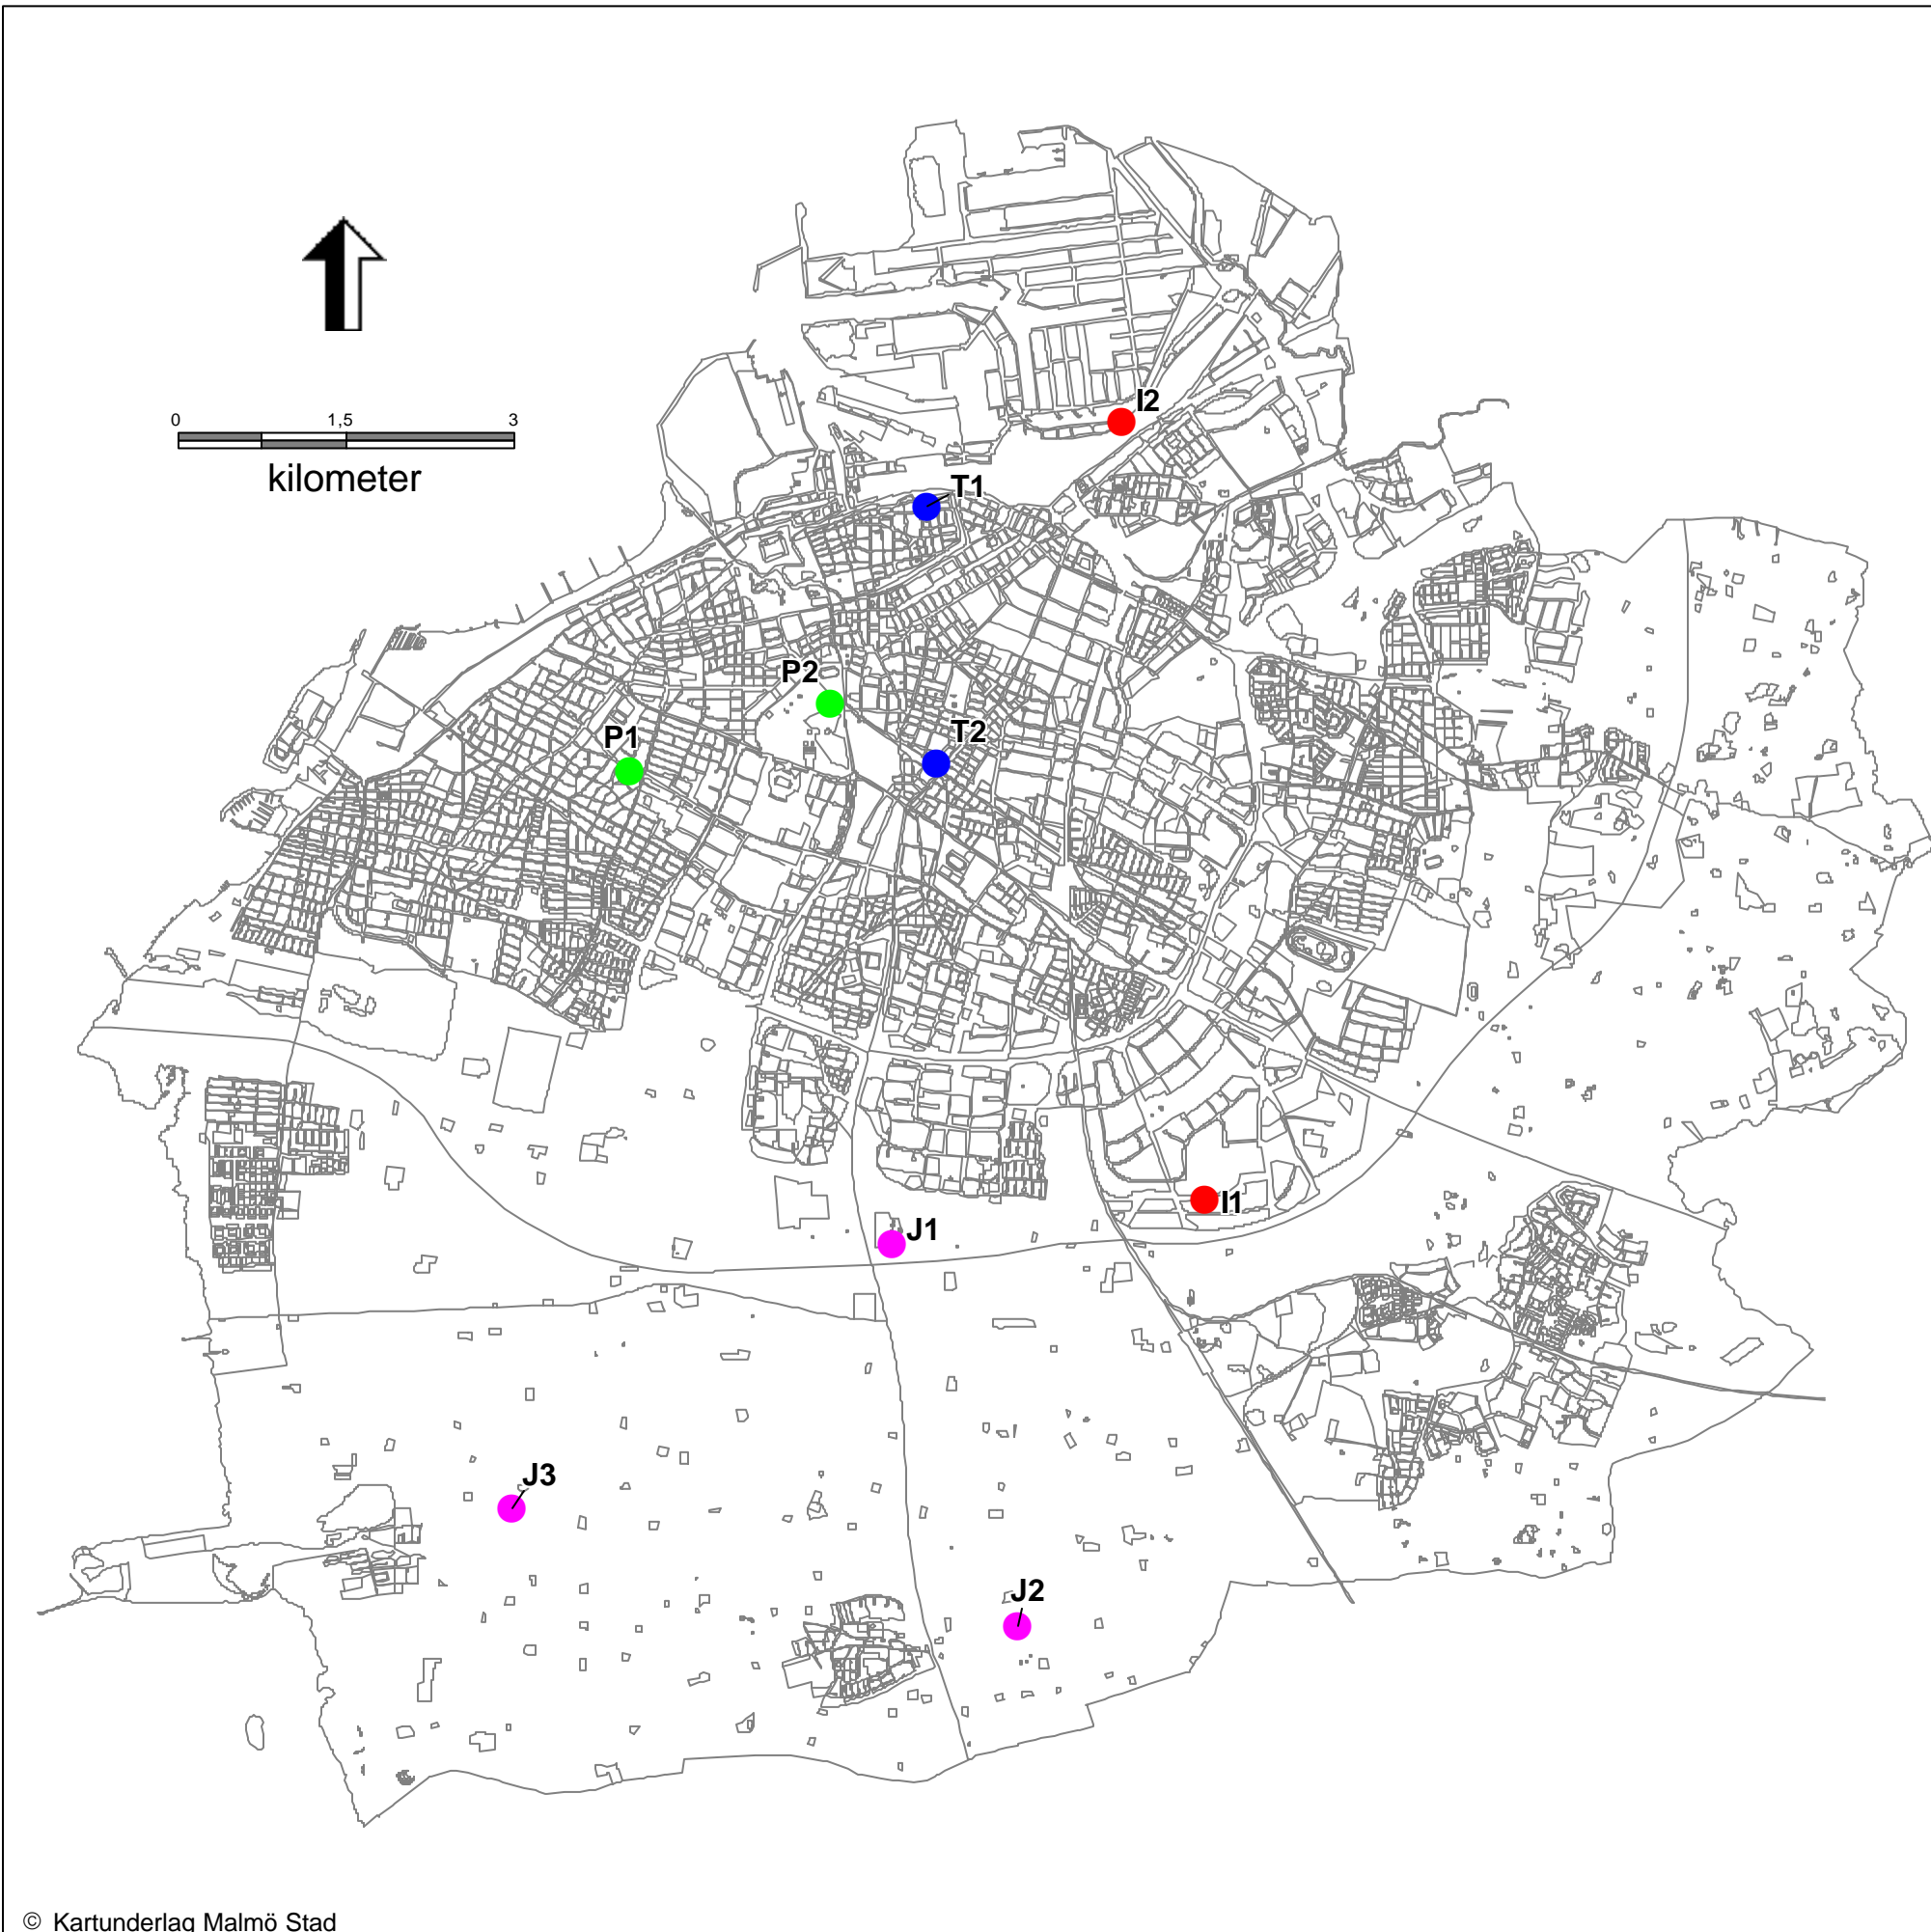 I2
0 1,5 3
kilometer
T1
P2
T2
P1
I1
J1
J3
J2
© Kartunderlag Malmö Stad